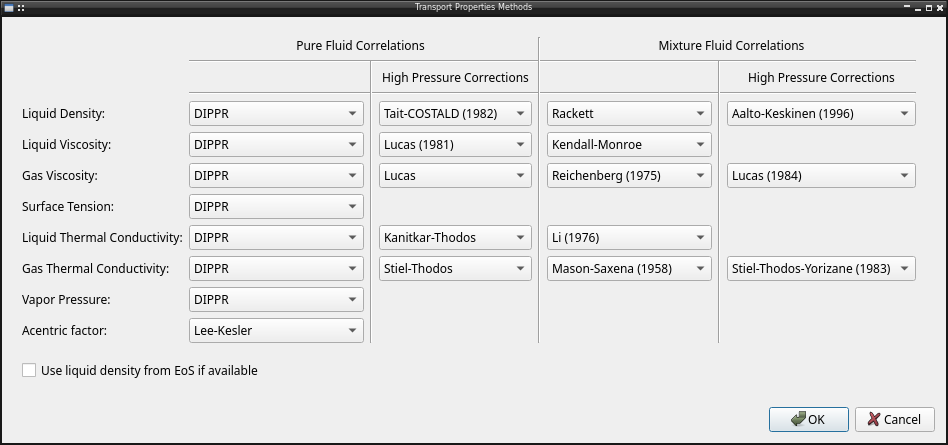 Transport Properties Methods
Pure Fluid Correlations Mixture Fluid Correlations
High Pressure Corrections High Pressure Corrections
Liquid Density: DIPPR Tait-COSTALD (1982) Rackett Aalto-Keskinen (1996)
Liquid Viscosity: DIPPR Lucas (1981) Kendall-Monroe
Gas Viscosity: DIPPR Lucas Reichenberg (1975) Lucas (1984)
Surface Tension: DIPPR
Liquid Thermal Conductivity: DIPPR Kanitkar-Thodos Li (1976)
Gas Thermal Conductivity: DIPPR Stiel-Thodos Mason-Saxena (1958) Stiel-Thodos-Yorizane (1983)
Vapor Pressure: DIPPR
Acentric factor: Lee-Kesler
Use liquid density from EoS if available
OK Cancel